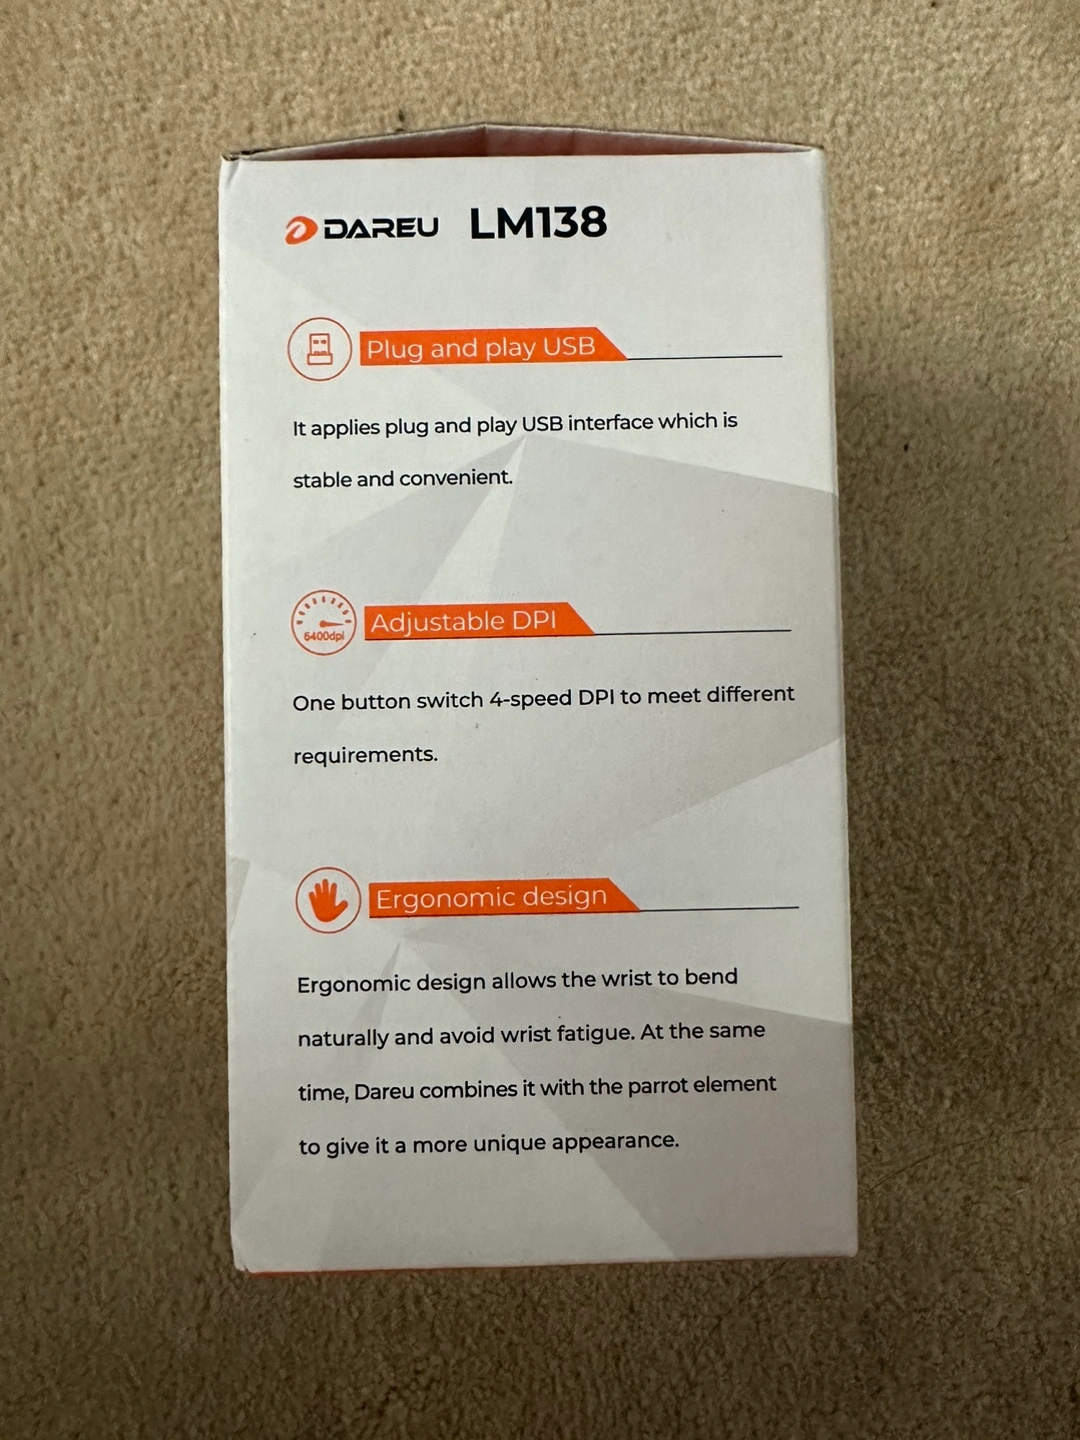 DAREU LM138
Plug and play USB
It applies plug and play USB interface which is
stable and convenient.
6400dpi
Adjustable DPI
One button switch 4-speed DPI to meet different
requirements.
Ergonomic design
Ergonomic design allows the wrist to bend
naturally and avoid wrist fatigue. At the same
time, Dareu combines it with the parrot element
to give it a more unique appearance.